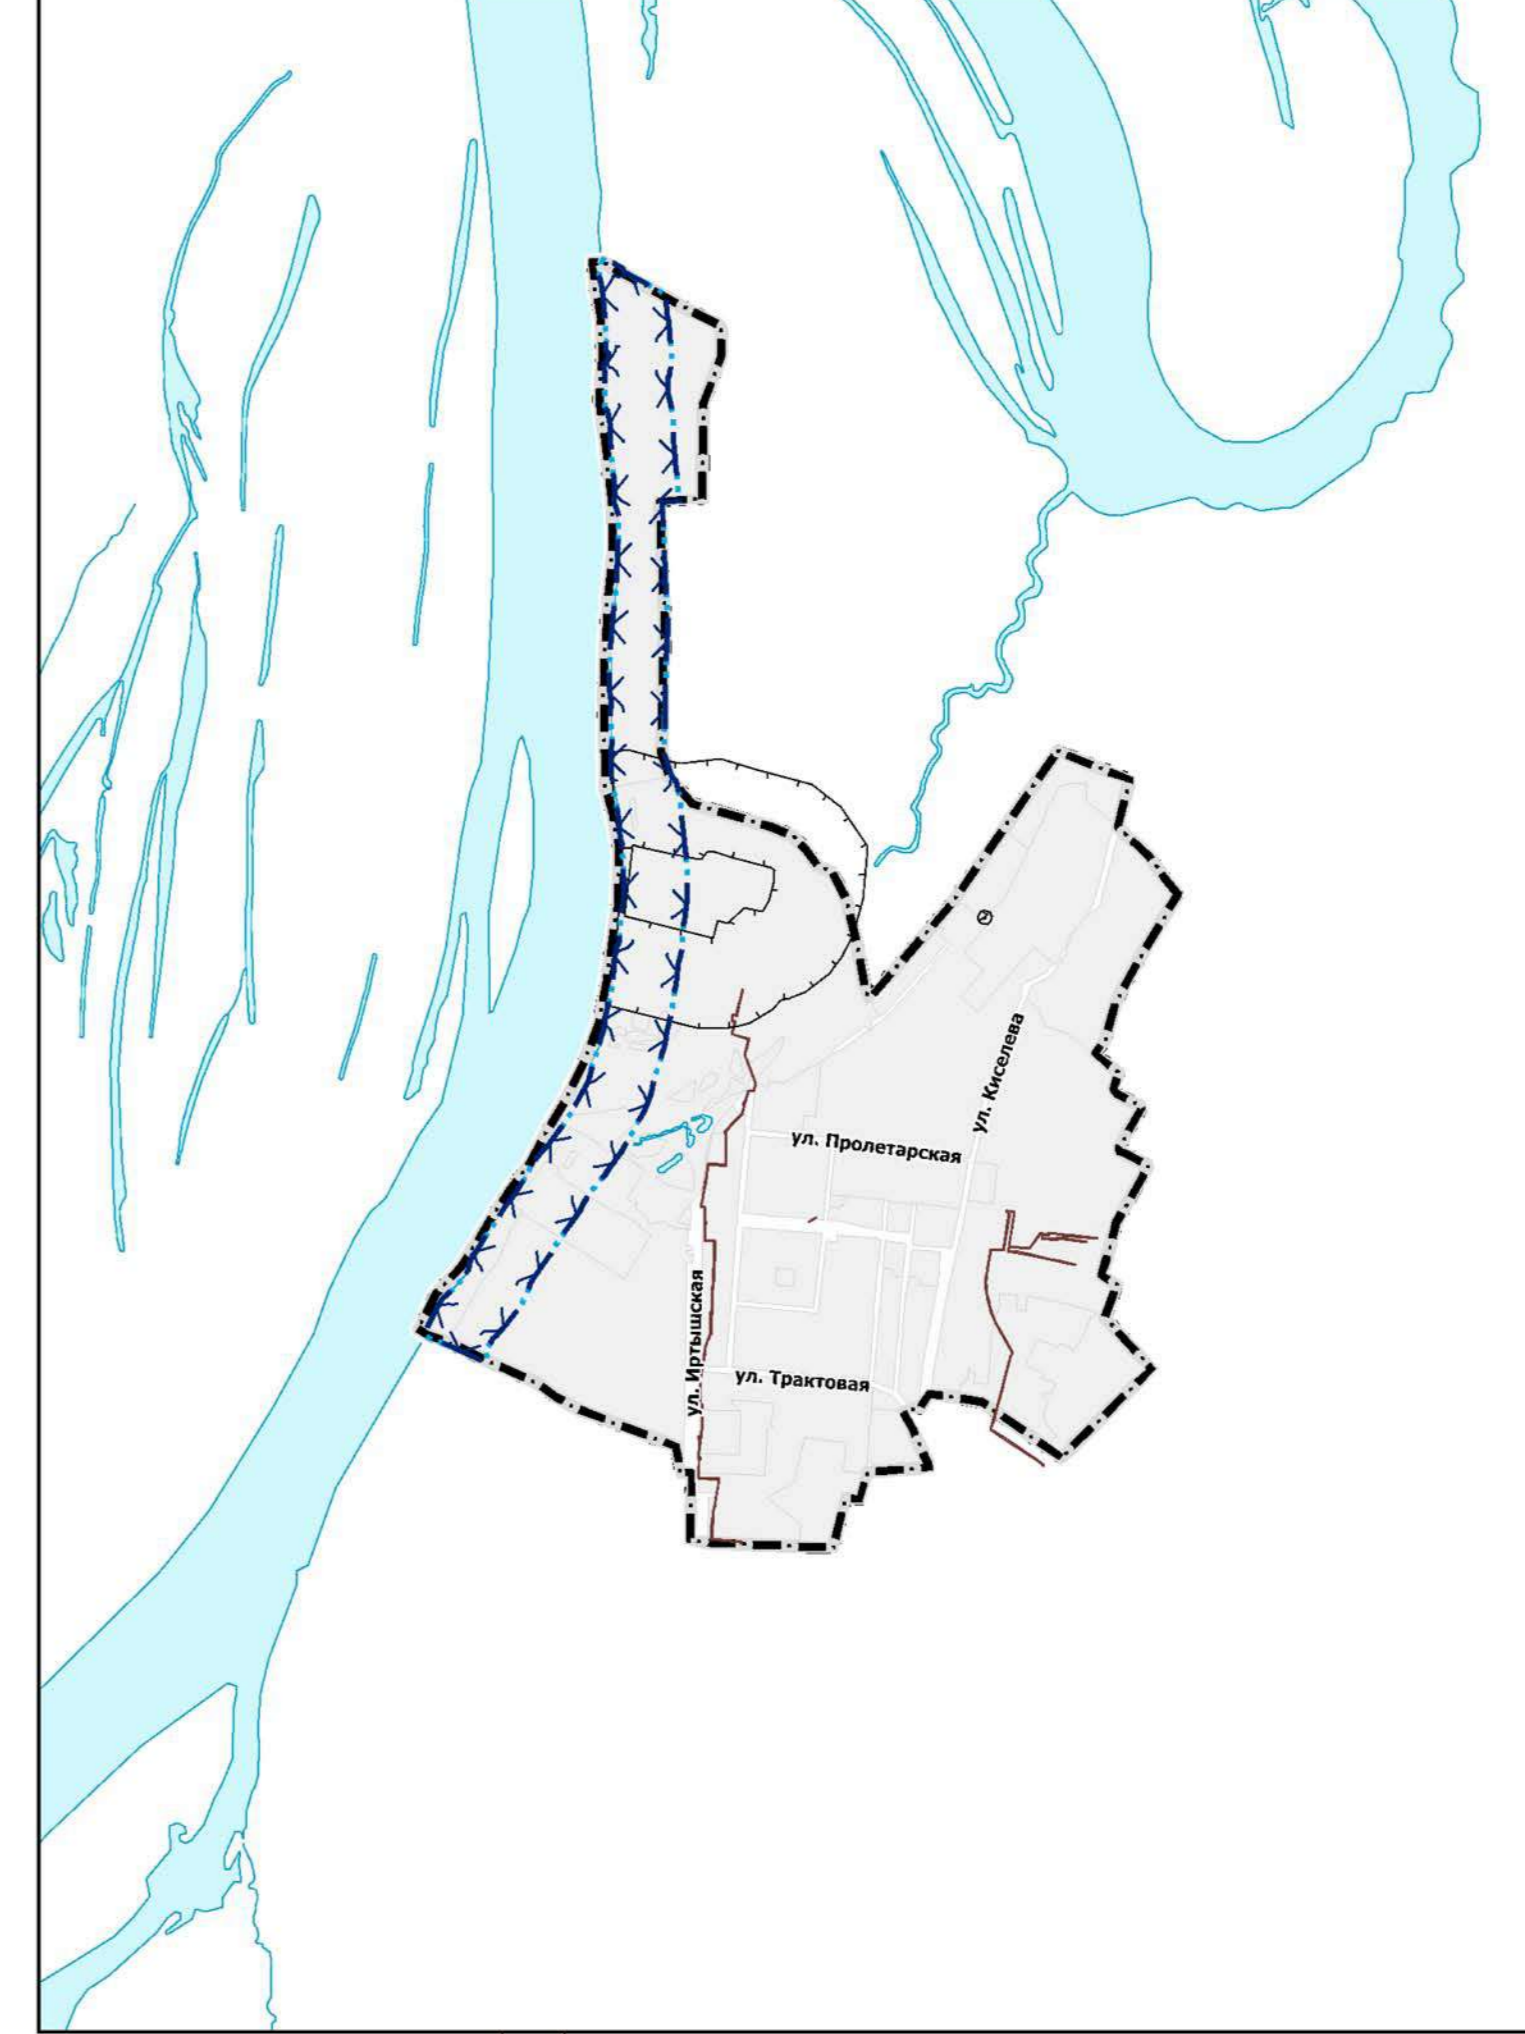 ул. Киселева
ул. Пролетарская
ул. Иртышская
ул. Трактовая